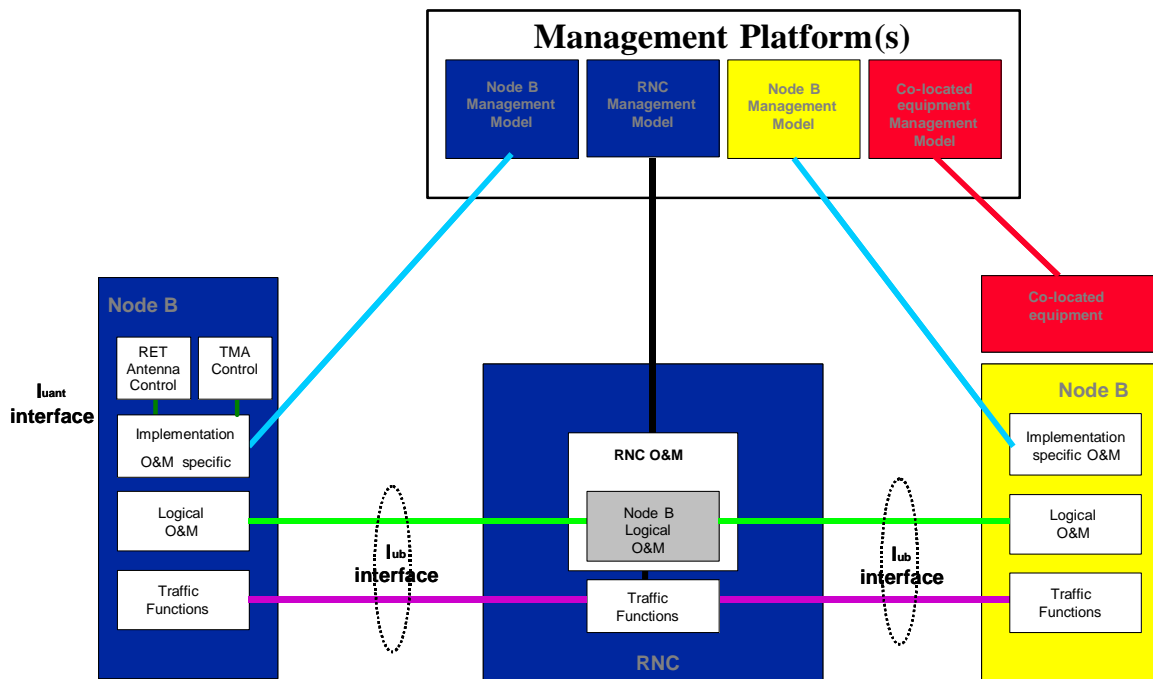 Management Platform(s)
Node B
Management
Model
RNC
Management
Model
Node B
Management
Model
Co-located
equipment
Management
Model
Node B
RET
Antenna
Control
TMA
Control
Iuant
interface
Implementation
O&M specific
Logical
O&M
Traffic
Functions
Iub
interface
RNC O&M
Node B
Logical
O&M
Traffic
Functions
RNC
Iub
interface
Co-located
equipment
Node B
Implementation
specific O&M
Logical
O&M
Traffic
Functions